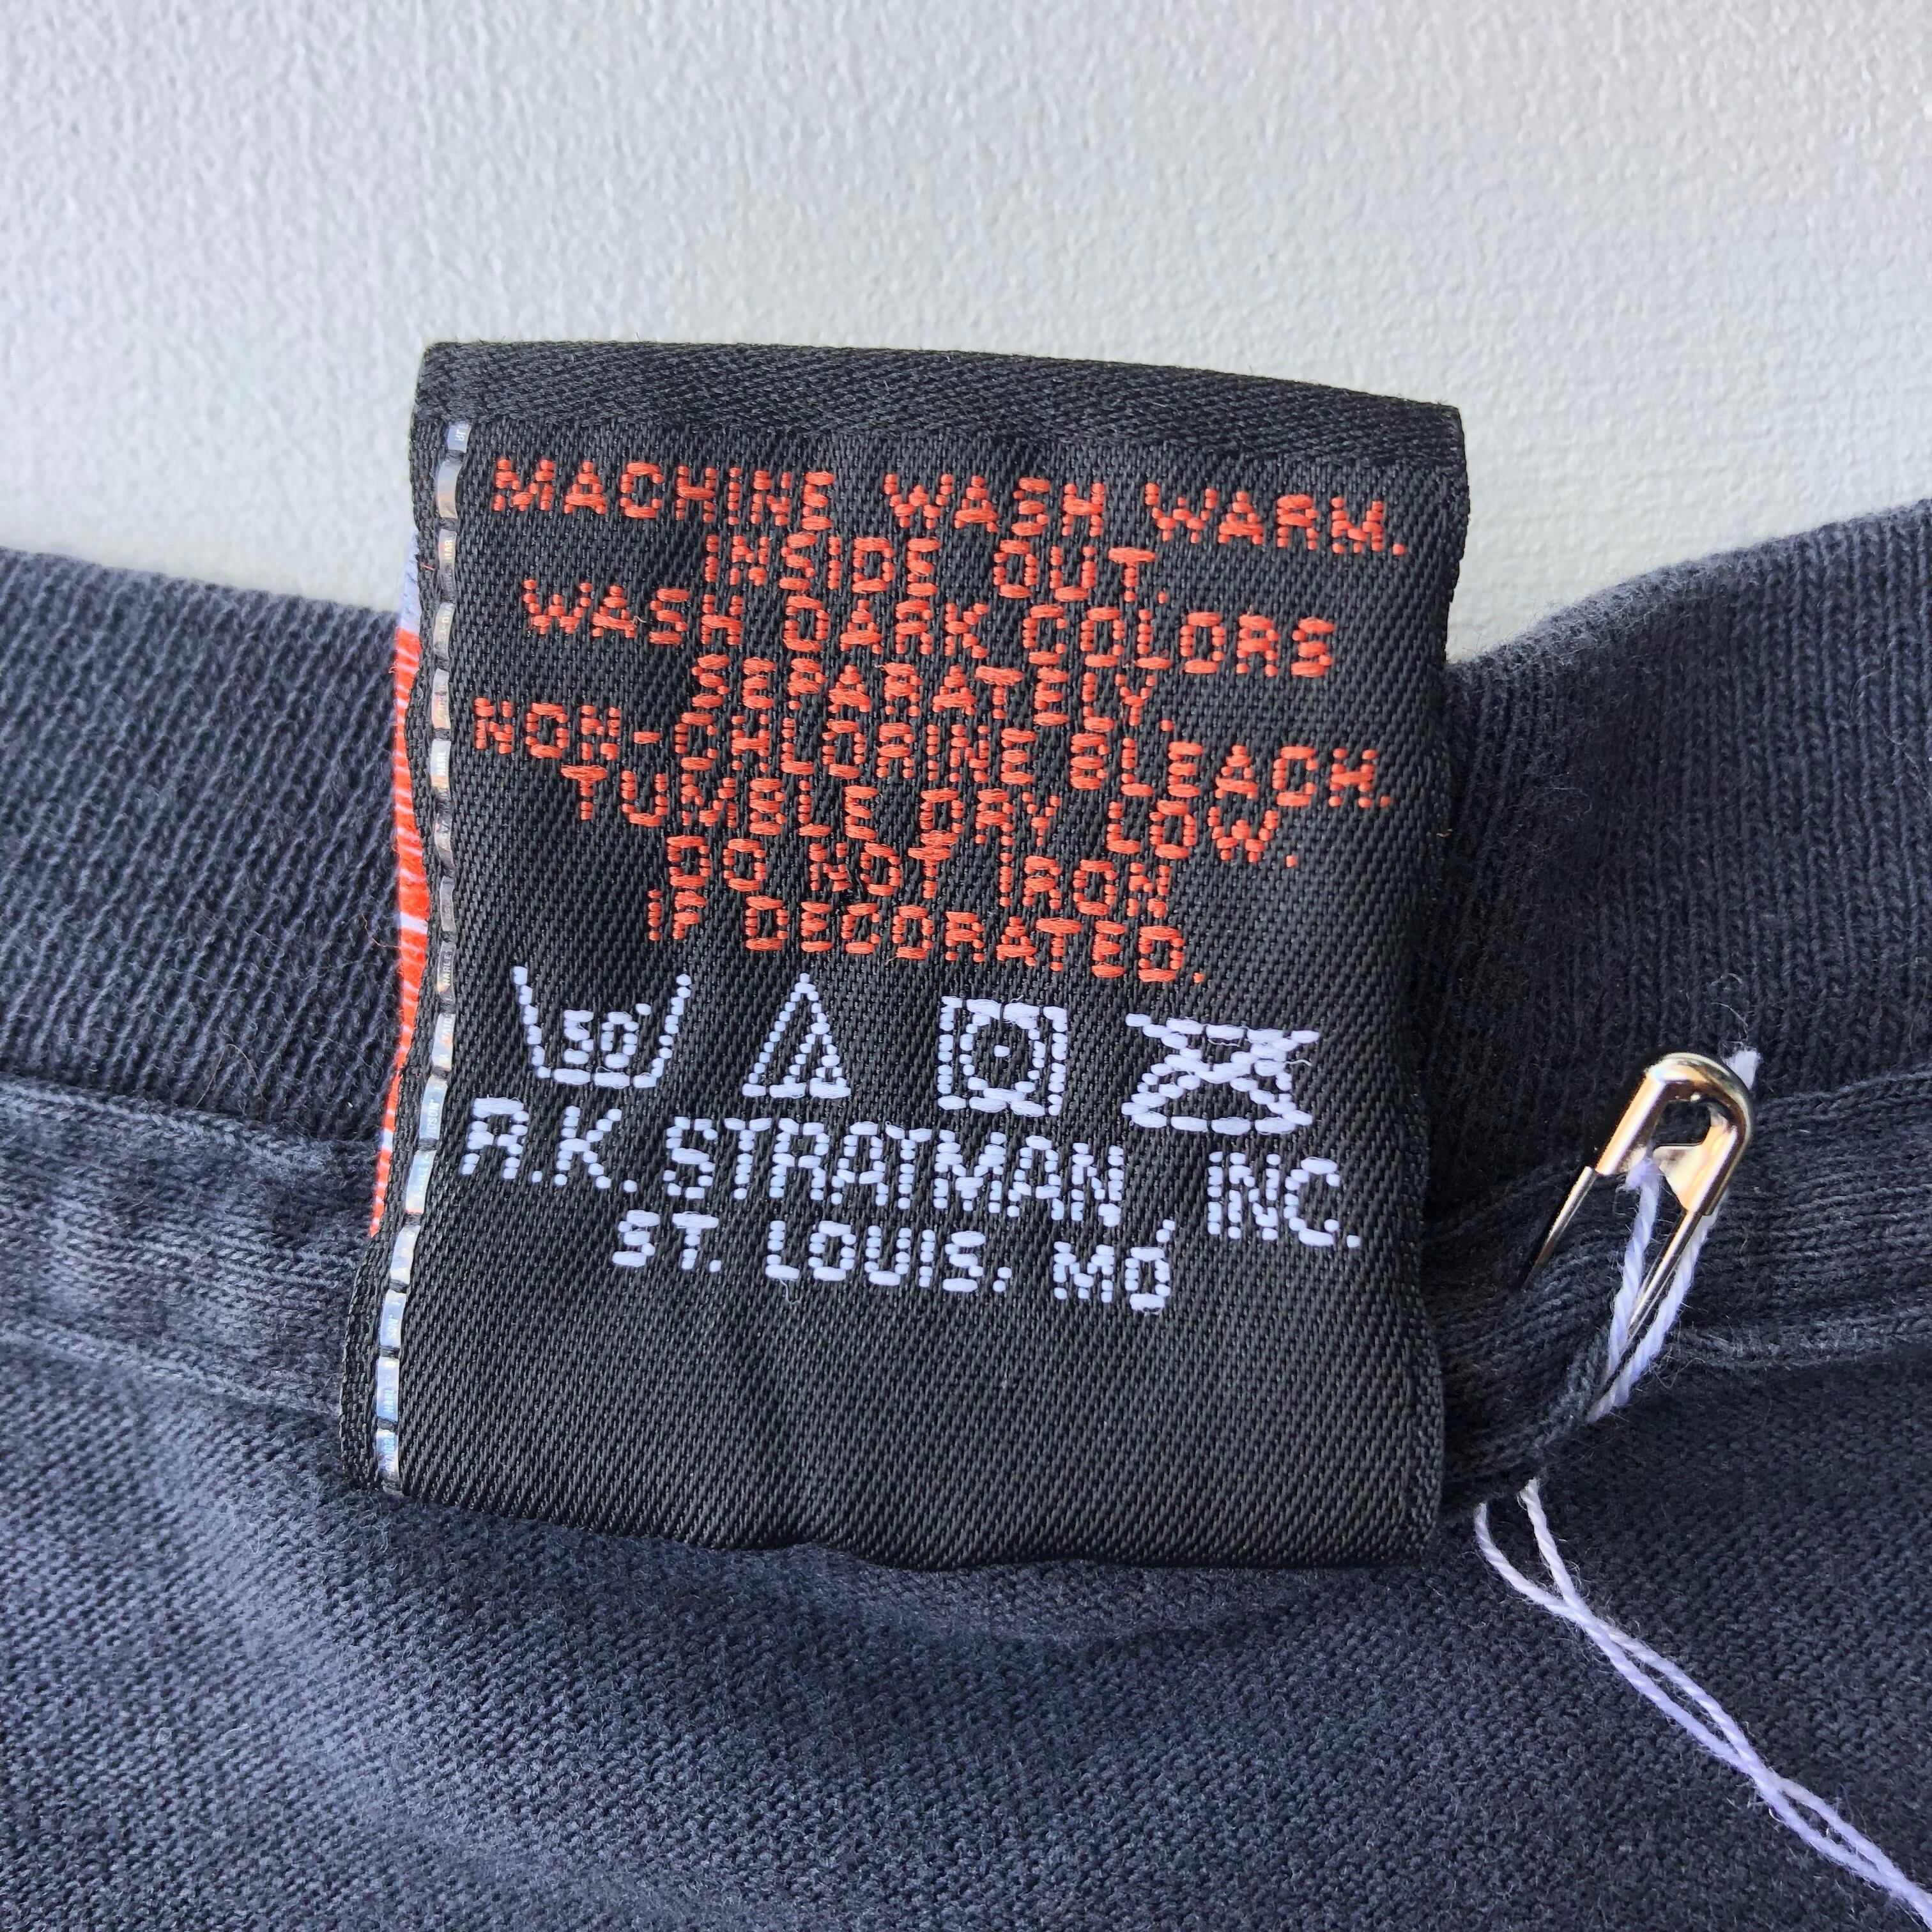 MACHINE WASH WARM.
INSIDE OUT.
WASH DARK COLORS
SEPARATELY.
NON-CHLORINE BLEACH.
TUMBLE DRY LOW.
DO NOT IRON
IF DECORATED.
50°
R.K. STRATMAN, INC.
ST. LOUIS, MO